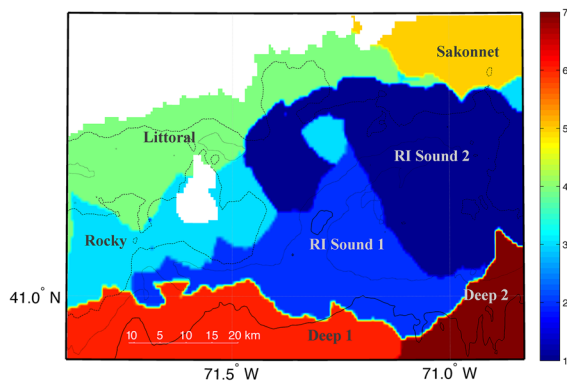 Sakonnet
Littoral
RI Sound 2
Rocky
RI Sound 1
Deep 2
Deep 1
10 5 10 15 20 km
41.0° N
71.5° W
71.0° W
7
6
5
4
3
2
1